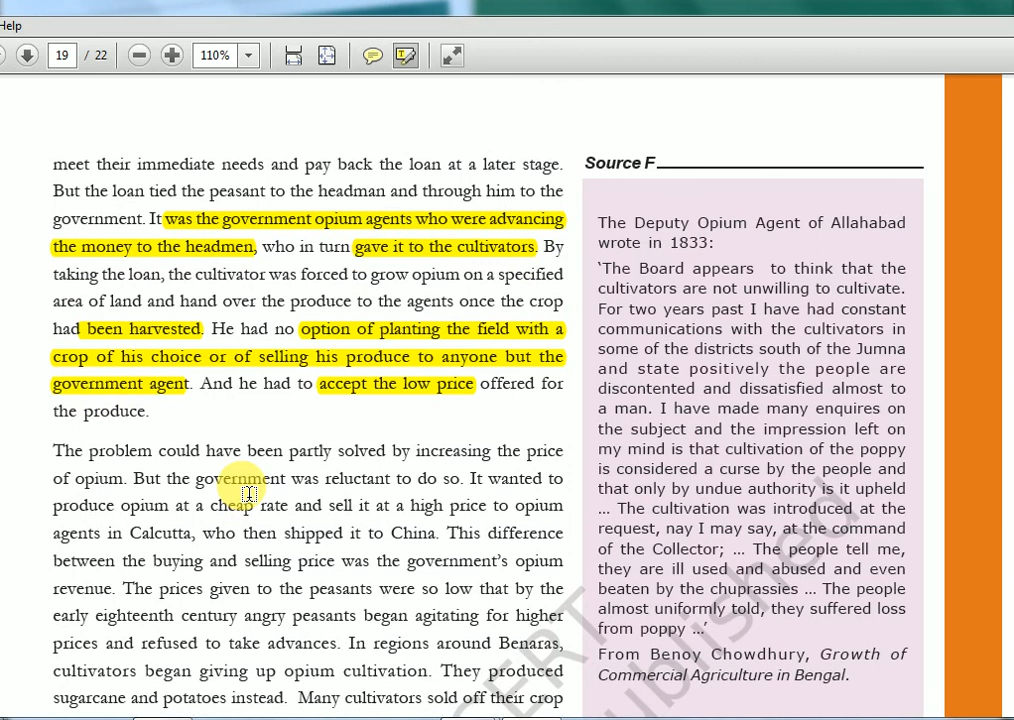 Help
19 / 22 110%
meet their immediate needs and pay back the loan at a later stage.
But the loan tied the peasant to the headman and through him to the
government. It was the government opium agents who were advancing
the money to the headmen, who in turn gave it to the cultivators. By
taking the loan, the cultivator was forced to grow opium on a specified
area of land and hand over the produce to the agents once the crop
had been harvested. He had no option of planting the field with a
crop of his choice or of selling his produce to anyone but the
government agent. And he had to accept the low price offered for
the produce.
The problem could have been partly solved by increasing the price
of opium. But the government was reluctant to do so. It wanted to
produce opium at a cheap rate and sell it at a high price to opium
agents in Calcutta, who then shipped it to China. This difference
between the buying and selling price was the government’s opium
revenue. The prices given to the peasants were so low that by the
early eighteenth century angry peasants began agitating for higher
prices and refused to take advances. In regions around Benaras,
cultivators began giving up opium cultivation. They produced
sugarcane and potatoes instead. Many cultivators sold off their crop
Source F
The Deputy Opium Agent of Allahabad
wrote in 1833:
‘The Board appears to think that the
cultivators are not unwilling to cultivate.
For two years past I have had constant
communications with the cultivators in
some of the districts south of the Jumna
and state positively the people are
discontented and dissatisfied almost to
a man. I have made many enquires on
the subject and the impression left on
my mind is that cultivation of the poppy
is considered a curse by the people and
that only by undue authority is it upheld
… The cultivation was introduced at the
request, nay I may say, at the command
of the Collector; … The people tell me,
they are ill used and abused and even
beaten by the chuprassies … The people
almost uniformly told, they suffered loss
from poppy …’
From Benoy Chowdhury, Growth of
Commercial Agriculture in Bengal.